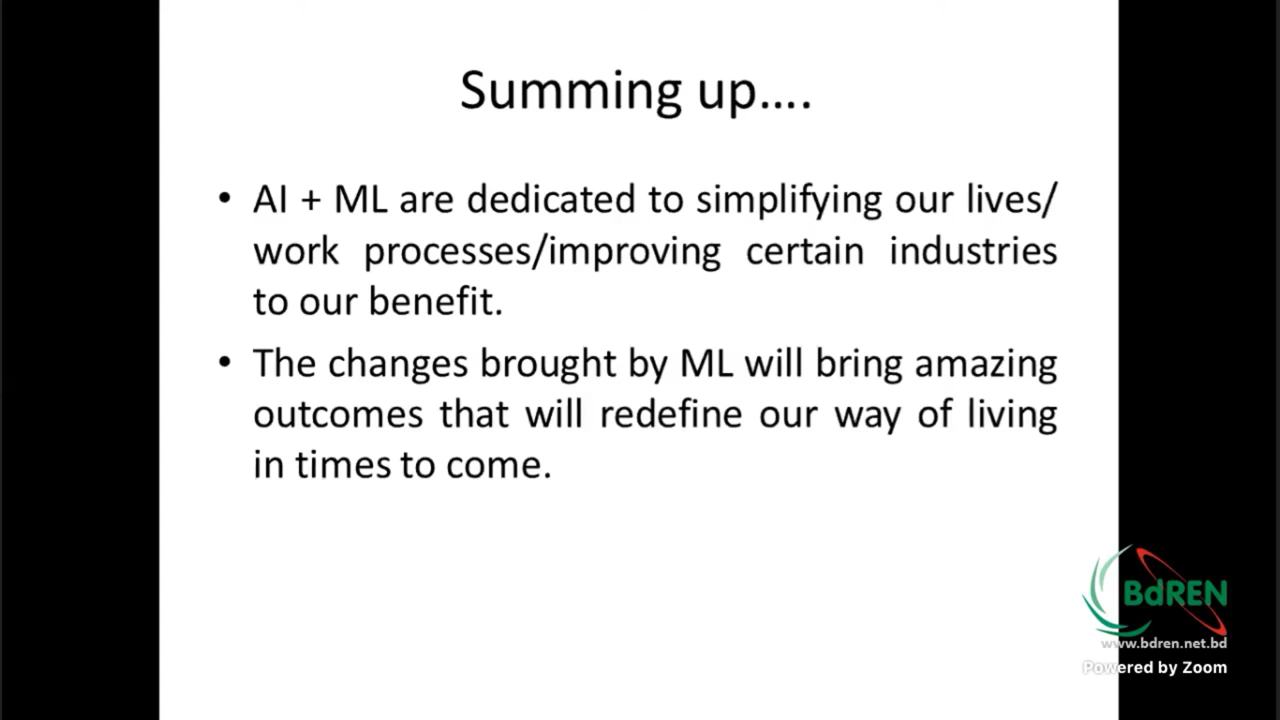 Summing up....
• AI + ML are dedicated to simplifying our lives/
work processes/improving certain industries
to our benefit.
• The changes brought by ML will bring amazing
outcomes that will redefine our way of living
in times to come.
BdREN
www.bdren.net.bd
Powered by Zoom